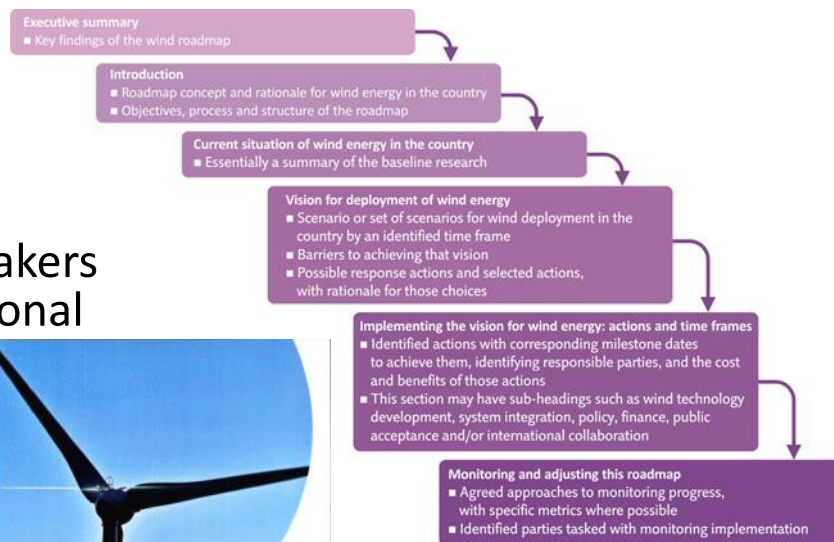 Executive summary
■ Key findings of the wind roadmap
Introduction
■ Roadmap concept and rationale for wind energy in the country
■ Objectives, process and structure of the roadmap
Current situation of wind energy in the country
■ Essentially a summary of the baseline research
Vision for deployment of wind energy
■ Scenario or set of scenarios for wind deployment in the
country by an identified time frame
■ Barriers to achieving that vision
■ Possible response actions and selected actions,
with rationale for those choices
akers
onal
Implementing the vision for wind energy: actions and time frames
■ Identified actions with corresponding milestone dates
to achieve them, identifying responsible parties, and the cost
and benefits of those actions
■ This section may have sub-headings such as wind technology
development, system integration, policy, finance, public
acceptance and/or international collaboration
Monitoring and adjusting this roadmap
■ Agreed approaches to monitoring progress,
with specific metrics where possible
■ Identified parties tasked with monitoring implementation